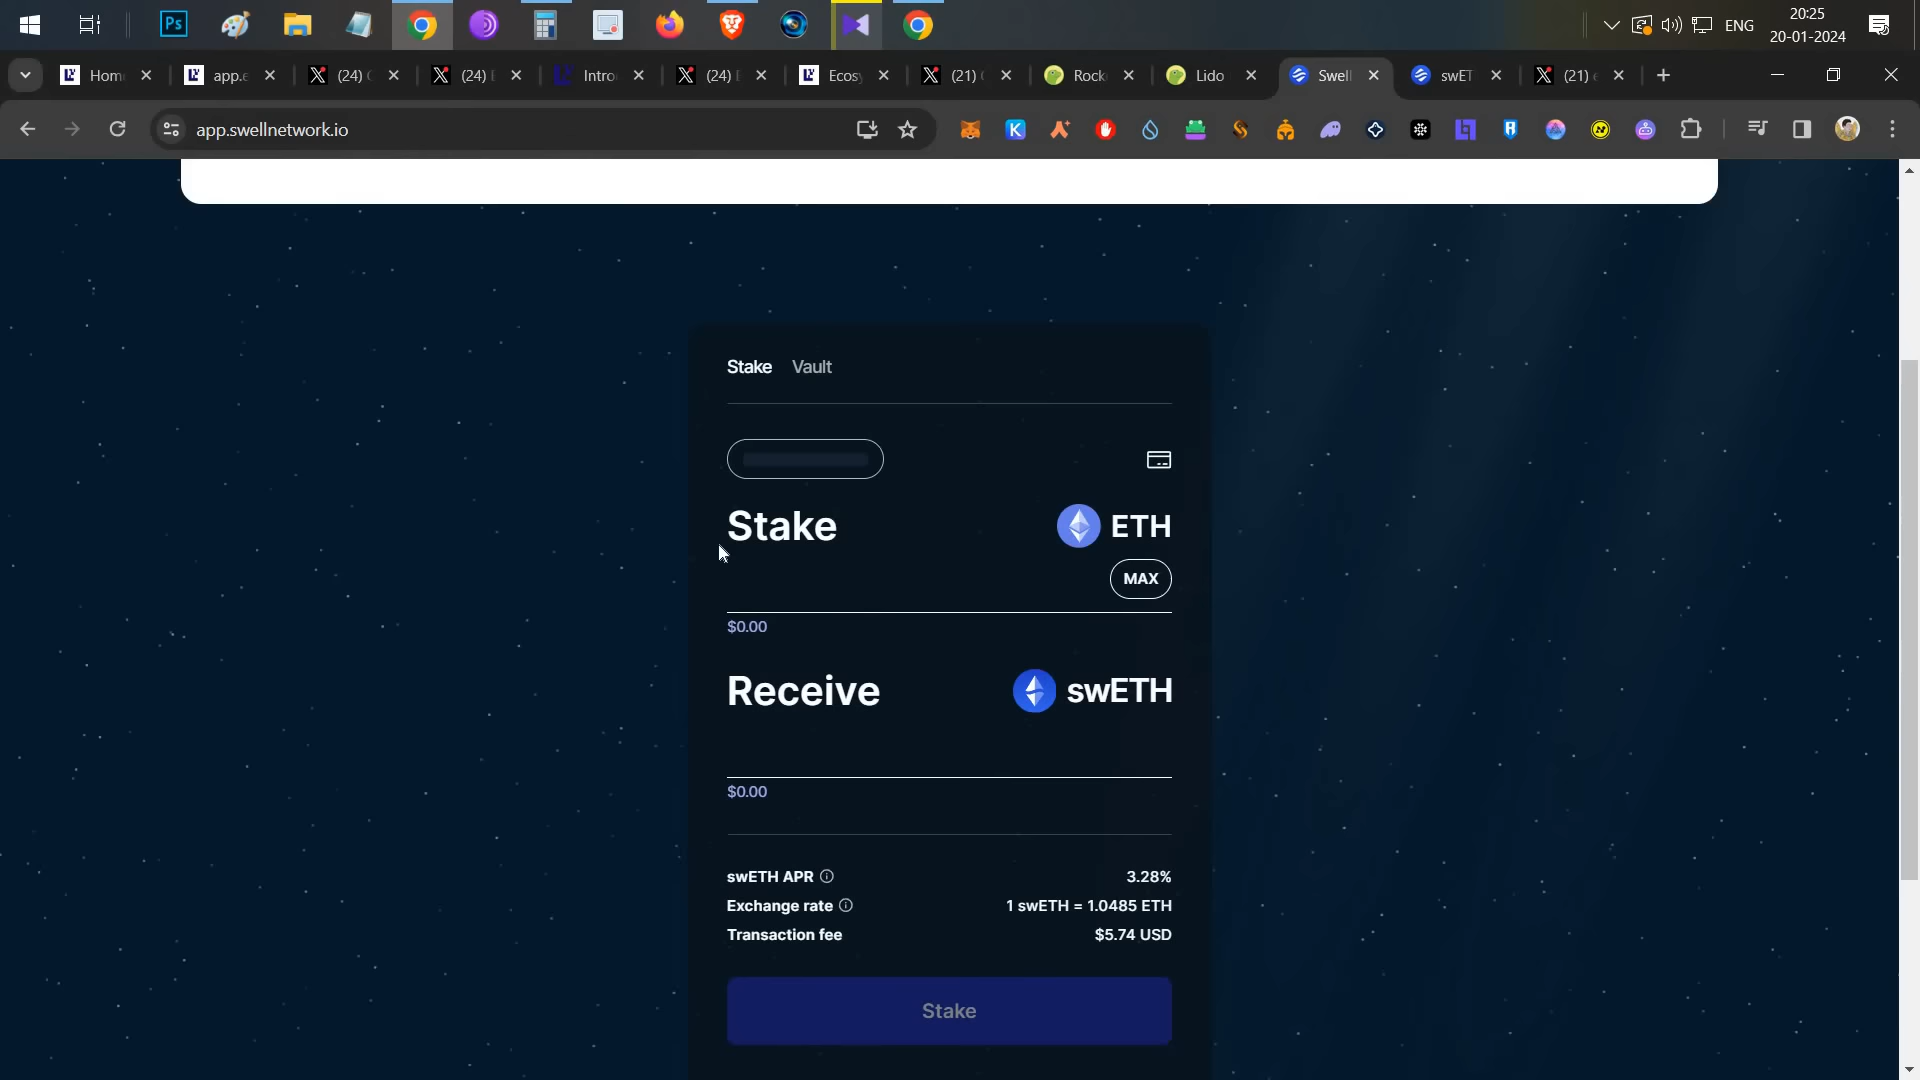 Ps
ENG
20:25
20-01-2024
Hom
app.e
(24)
(24)
Intro
(24)
Ecosy
(21)
Rock
Lido
Swell
swET
(21)
app.swellnetwork.io
Stake Vault
Stake
ETH
MAX
$0.00
Receive
swETH
$0.00
swETH APR 3.28%
Exchange rate 1 swETH = 1.0485 ETH
Transaction fee $5.74 USD
Stake